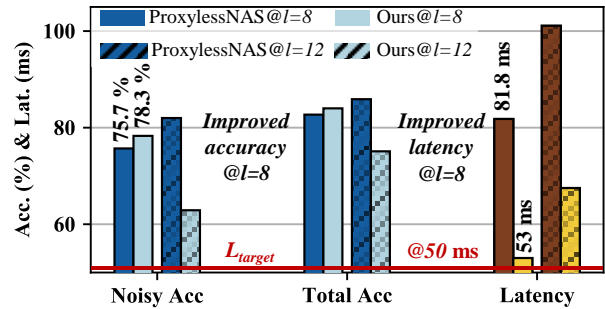 ProxylessNAS@l=8 Ours@l=8
ProxylessNAS@l=12 Ours@l=12
Acc. (%) & Lat. (ms)
100
80
60
75.7 %
78.3 %
Improved
accuracy
@l=8
Improved
latency
@l=8
81.8 ms
53 ms
L_target @50 ms
Noisy Acc Total Acc Latency